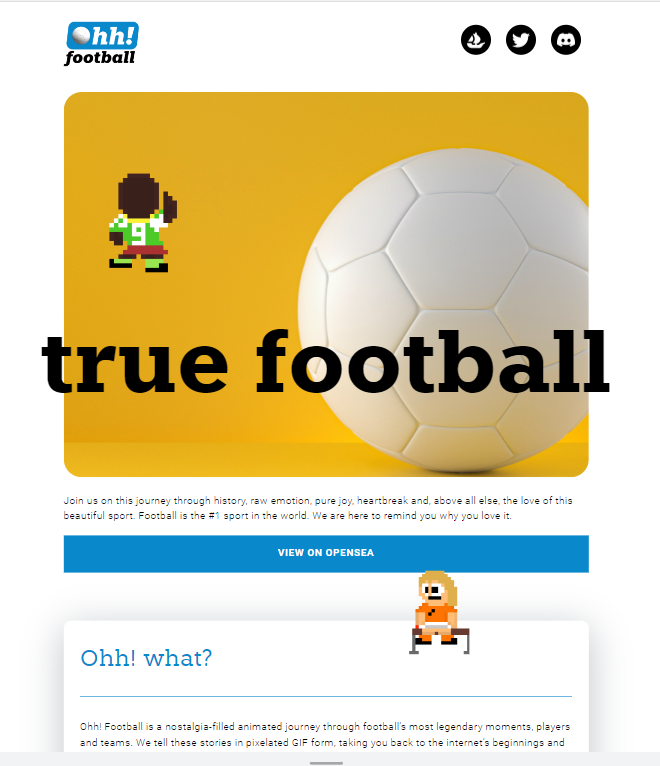 Ohh!
football
9
true football
Join us on this journey through history, raw emotion, pure joy, heartbreak and, above all else, the love of this
beautiful sport. Football is the #1 sport in the world. We are here to remind you why you love it.
VIEW ON OPENSEA
Ohh! what?
Ohh! Football is a nostalgia-filled animated journey through football's most legendary moments, players
and teams. We tell these stories in pixelated GIF form, taking you back to the internet's beginnings and